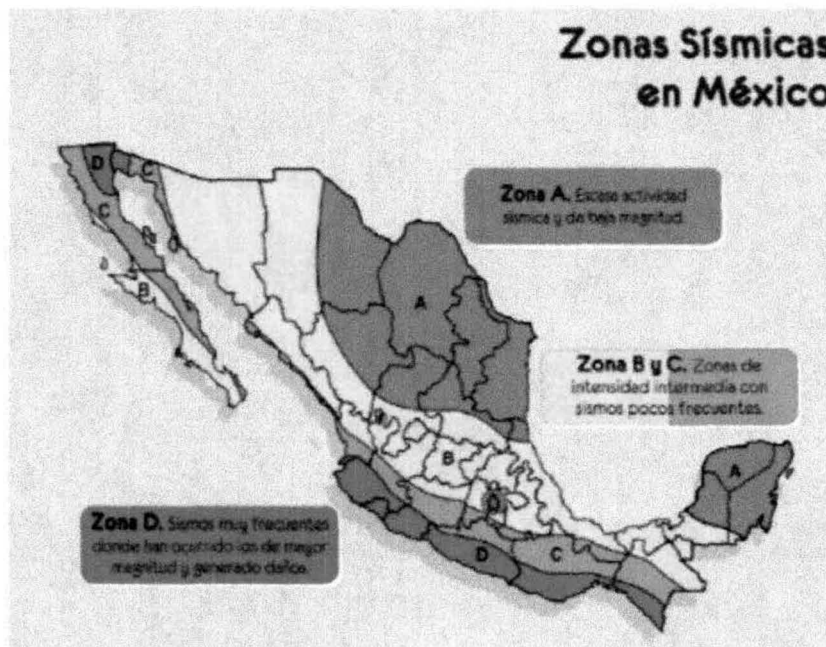 Zonas Sísmicas
en México
Zona A. Escasa actividad
sísmica y de baja magnitud.
Zona B y C. Zonas de
intensidad intermedia con
sismos pocos frecuentes.
Zona D. Sismos muy frecuentes
donde han ocurrido los de mayor
magnitud y generado daños.
D
C
C
B
A
B
A
D
C